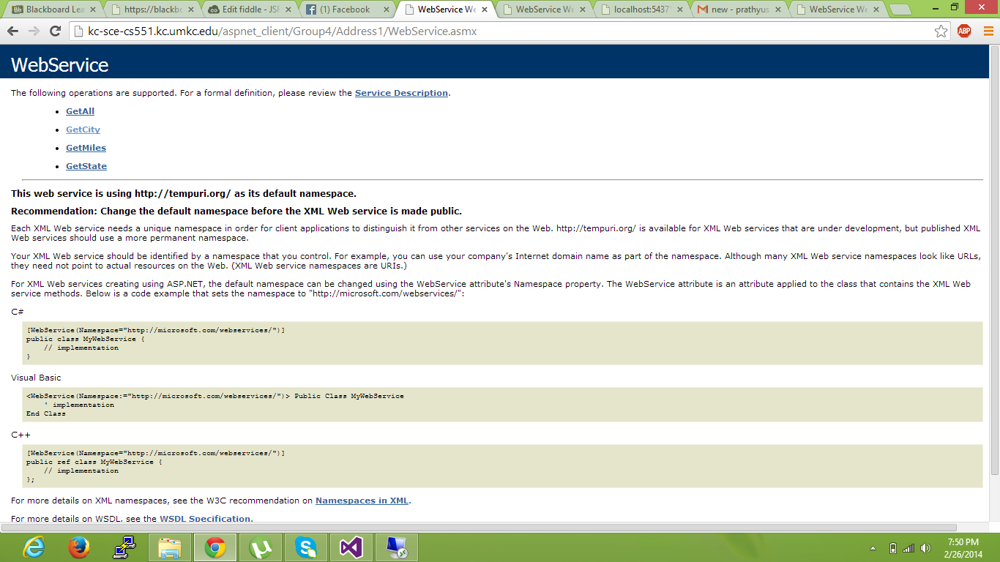 Blackboard Lea
https://blackbo
Edit fiddle - JSF
(1) Facebook
WebService We
WebService We
localhost:5437
new - prathyus
WebService We
kc-sce-cs551.kc.umkc.edu/aspnet_client/Group4/Address1/WebService.asmx
ABP
WebService
The following operations are supported. For a formal definition, please review the Service Description.
GetAll
GetCity
GetMiles
GetState
This web service is using http://tempuri.org/ as its default namespace.
Recommendation: Change the default namespace before the XML Web service is made public.
Each XML Web service needs a unique namespace in order for client applications to distinguish it from other services on the Web. http://tempuri.org/ is available for XML Web services that are under development, but published XML
Web services should use a more permanent namespace.
Your XML Web service should be identified by a namespace that you control. For example, you can use your company's Internet domain name as part of the namespace. Although many XML Web service namespaces look like URLs,
they need not point to actual resources on the Web. (XML Web service namespaces are URIs.)
For XML Web services creating using ASP.NET, the default namespace can be changed using the WebService attribute's Namespace property. The WebService attribute is an attribute applied to the class that contains the XML Web
service methods. Below is a code example that sets the namespace to "http://microsoft.com/webservices/":
C#
[WebService(Namespace="http://microsoft.com/webservices/")]
public class MyWebService {
// implementation
}
Visual Basic
<WebService(Namespace:="http://microsoft.com/webservices/")> Public Class MyWebService
' implementation
End Class
C++
[WebService(Namespace="http://microsoft.com/webservices/")]
public ref class MyWebService {
// implementation
};
For more details on XML namespaces, see the W3C recommendation on Namespaces in XML.
For more details on WSDL, see the WSDL Specification.
7:50 PM
2/26/2014